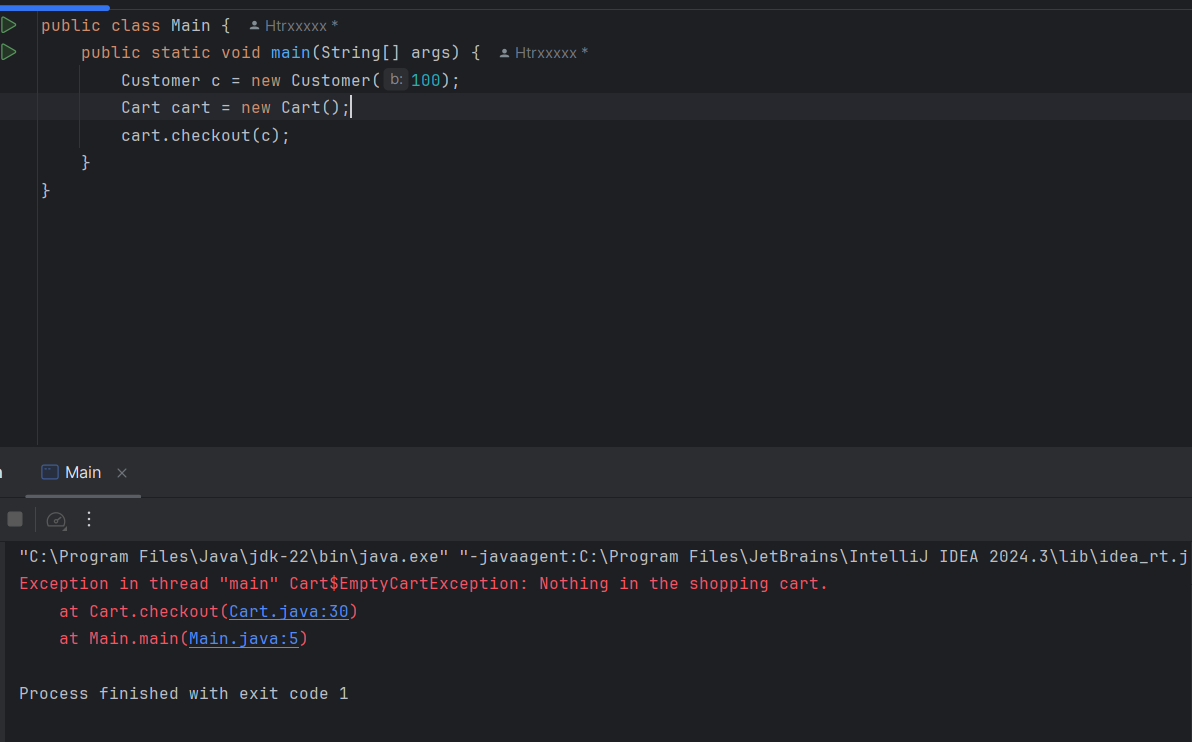 public class Main { Htrxxxxx *
public static void main(String[] args) { Htrxxxxx *
Customer c = new Customer( b: 100);
Cart cart = new Cart();
cart.checkout(c);
}
}
Main
"C:\Program Files\Java\jdk-22\bin\java.exe" "-javaagent:C:\Program Files\JetBrains\IntelliJ IDEA 2024.3\lib\idea_rt.j
Exception in thread "main" Cart$EmptyCartException: Nothing in the shopping cart.
at Cart.checkout(Cart.java:30)
at Main.main(Main.java:5)
Process finished with exit code 1